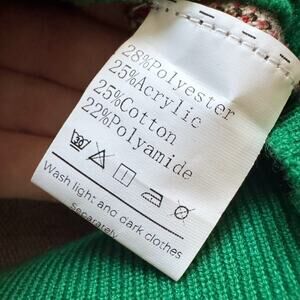 28%Polyester
25%Acrylic
25%Cotton
22%Polyamide
30
Wash light and dark clothes
Separately